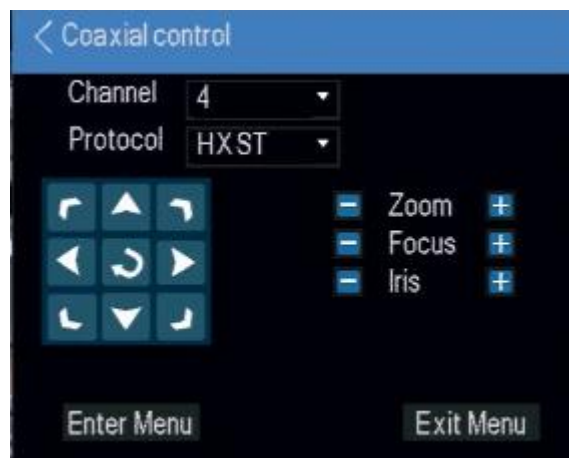 Coaxial control
Channel 4
Protocol HXST
Zoom
Focus
Iris
Enter Menu Exit Menu